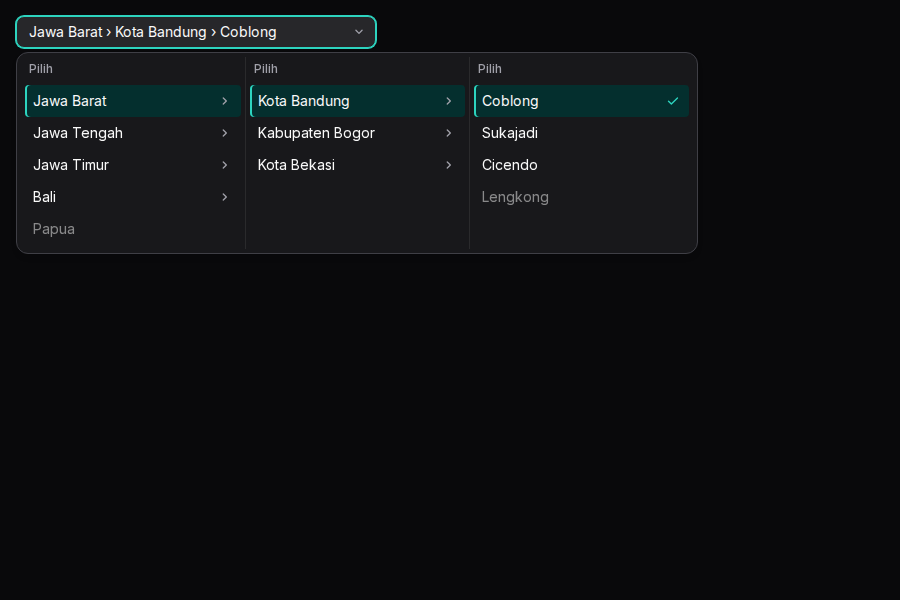 Jawa Barat › Kota Bandung › Coblong
Pilih
Jawa Barat
Jawa Tengah
Jawa Timur
Bali
Papua
Pilih
Kota Bandung
Kabupaten Bogor
Kota Bekasi
Pilih
Coblong
Sukajadi
Cicendo
Lengkong